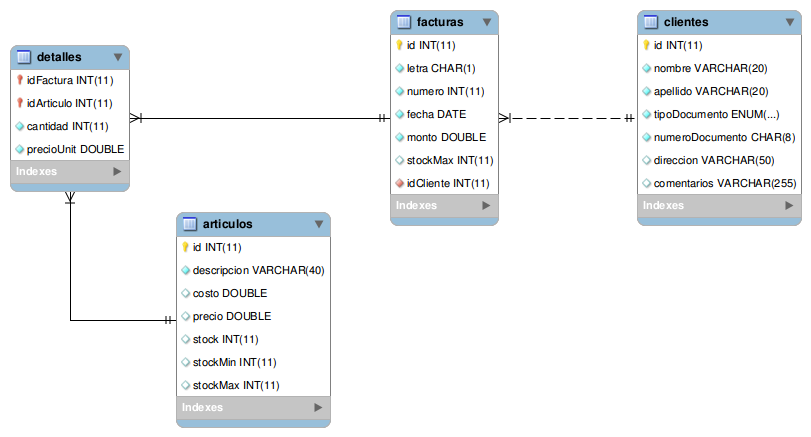 detalles
idFactura INT(11)
idArticulo INT(11)
cantidad INT(11)
precioUnit DOUBLE
Indexes
facturas
id INT(11)
letra CHAR(1)
numero INT(11)
fecha DATE
monto DOUBLE
stockMax INT(11)
idCliente INT(11)
Indexes
clientes
id INT(11)
nombre VARCHAR(20)
apellido VARCHAR(20)
tipoDocumento ENUM(...)
numeroDocumento CHAR(8)
direccion VARCHAR(50)
comentarios VARCHAR(255)
Indexes
articulos
id INT(11)
descripcion VARCHAR(40)
costo DOUBLE
precio DOUBLE
stock INT(11)
stockMin INT(11)
stockMax INT(11)
Indexes